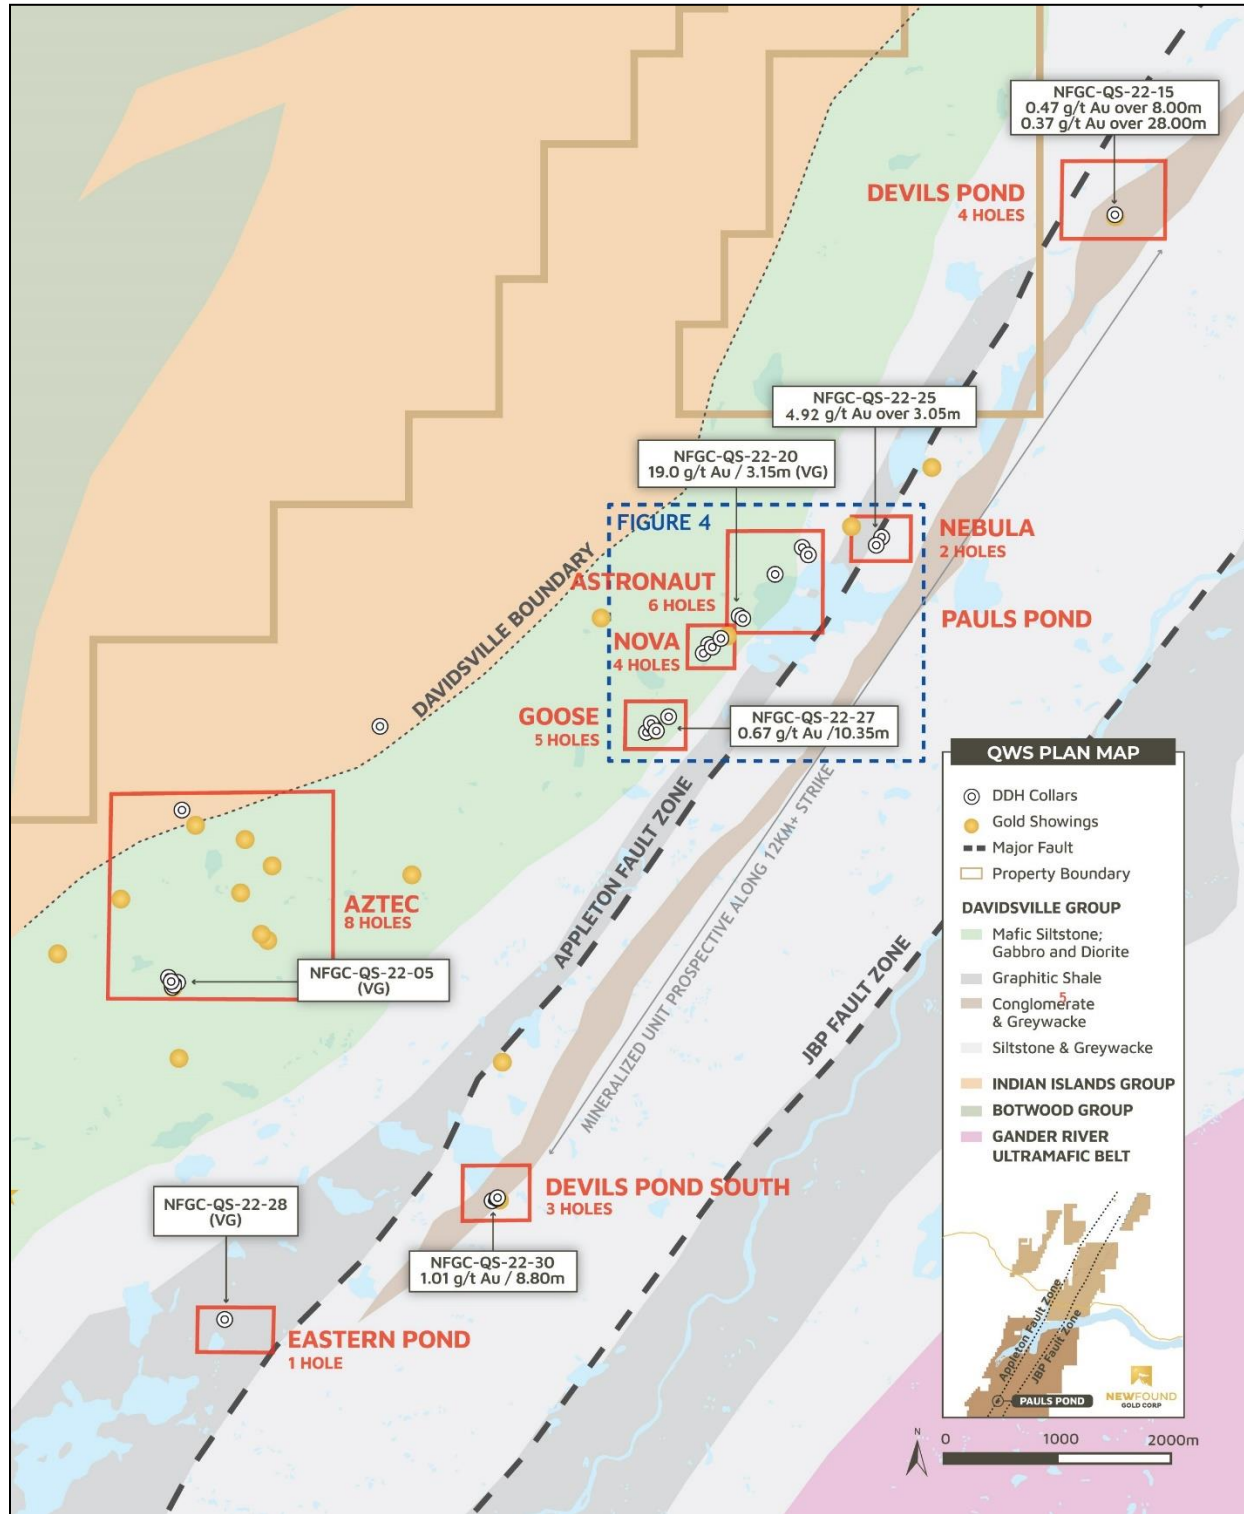 NFGC-QS-22-15
0.47 g/t Au over 8.00m
0.37 g/t Au over 28.00m
DEVILS POND
4 HOLES
NFGC-QS-22-25
4.92 g/t Au over 3.05m
NFGC-QS-22-20
19.0 g/t Au / 3.15m (VG)
FIGURE 4
NEBULA
2 HOLES
ASTRONAUT
6 HOLES
PAULS POND
NOVA
4 HOLES
DAVIDSVILLE BOUNDARY
GOOSE
5 HOLES
NFGC-QS-22-27
0.67 g/t Au /10.35m
AZTEC
8 HOLES
NFGC-QS-22-05
(VG)
APPLETON FAULT ZONE
MINERALIZED UNIT PROSPECTIVE ALONG 12KM+ STRIKE
JBP FAULT ZONE
DEVILS POND SOUTH
3 HOLES
NFGC-QS-22-28
(VG)
NFGC-QS-22-30
1.01 g/t Au / 8.80m
EASTERN POND
1 HOLE
QWS PLAN MAP
DDH Collars
Gold Showings
Major Fault
Property Boundary
DAVIDSVILLE GROUP
Mafic Siltstone;
Gabbro and Diorite
Graphitic Shale
5
Conglomerate
& Greywacke
Siltstone & Greywacke
INDIAN ISLANDS GROUP
BOTWOOD GROUP
GANDER RIVER
ULTRAMAFIC BELT
Appleton Fault Zone
JBP Fault Zone
PAULS POND
NEWFOUND
GOLD CORP
N
0 1000 2000m